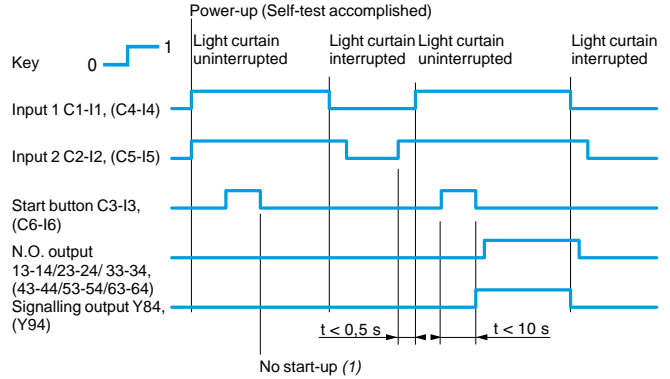 Power-up (Self-test accomplished)
Key
0
1
Light curtain
uninterrupted
Light curtain
interrupted
Light curtain
uninterrupted
Light curtain
interrupted
Input 1 C1-I1, (C4-I4)
Input 2 C2-I2, (C5-I5)
Start button C3-I3,
(C6-I6)
N.O. output
13-14/23-24/ 33-34,
(43-44/53-54/63-64)
Signalling output Y84,
(Y94)
t < 0,5 s
t < 10 s
No start-up (1)